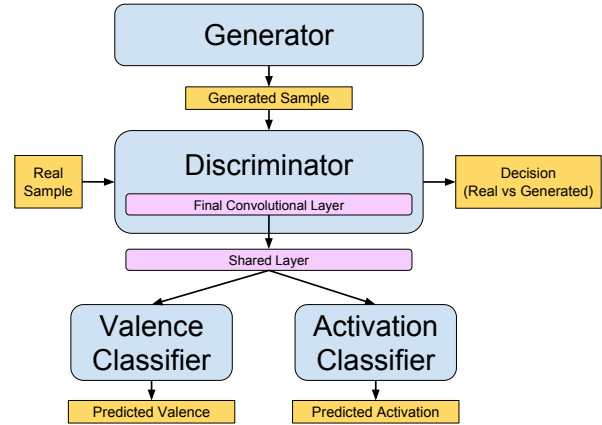 Generator
Generated Sample
Real
Sample
Discriminator
Decision
(Real vs Generated)
Final Convolutional Layer
Shared Layer
Valence
Classifier
Activation
Classifier
Predicted Valence
Predicted Activation